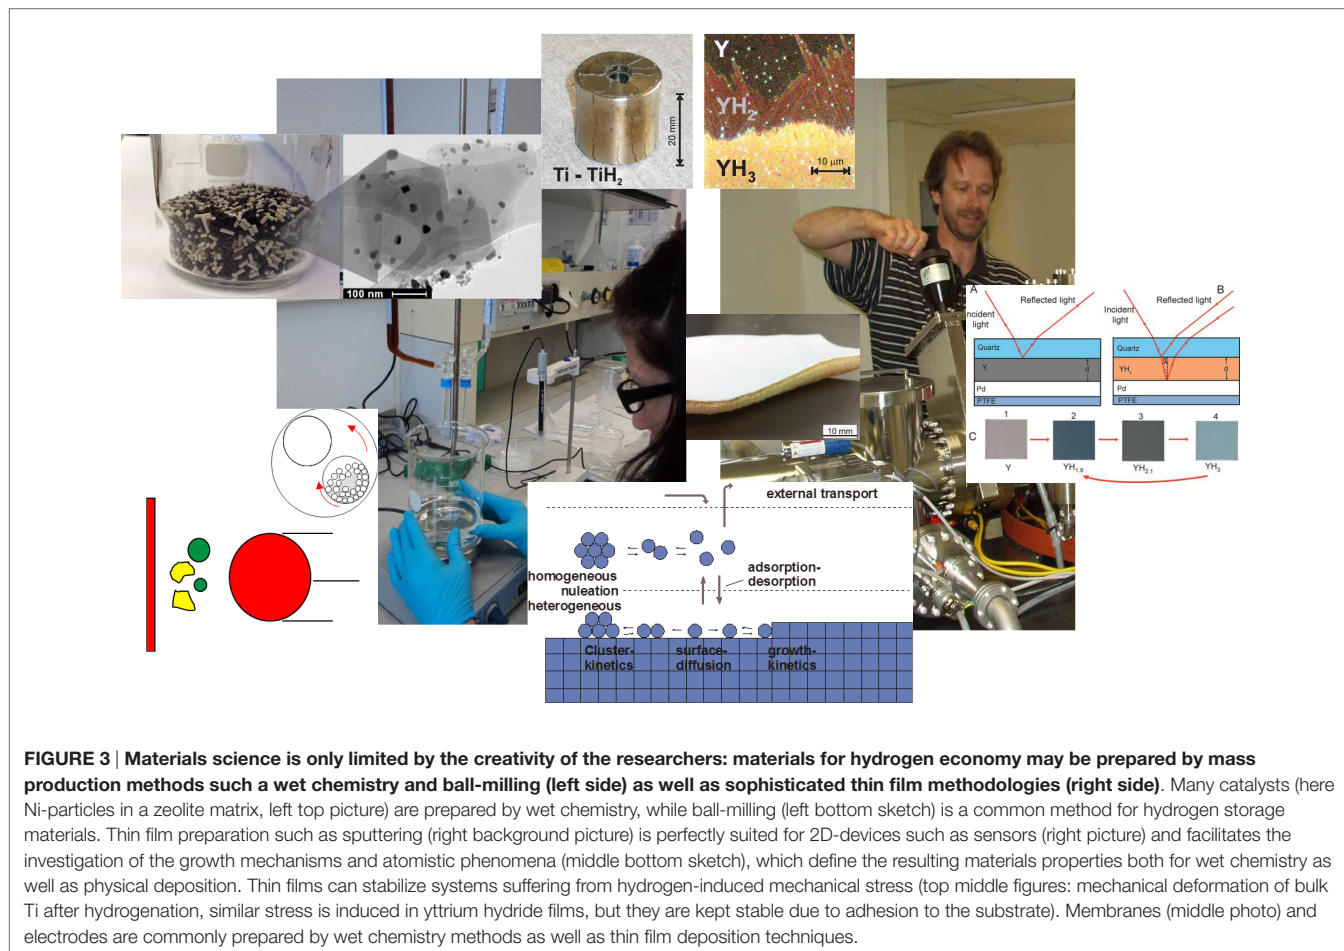 Y
YH2
YH3
10 μm
20 mm
Ti - TiH2
100 nm
10 mm
A
Incident
light
Reflected light
Quartz
Y
d
Pd
PTFE
B
Incident
light
Reflected light
Quartz
YHx
d
Pd
PTFE
C
1
2
3
4
Y
YH1.9
YH2.1
YH3
external transport
adsorption-
desorption
homogeneous
nuleation
heterogeneous
Cluster-
kinetics
surface-
diffusion
growth-
kinetics
FIGURE 3 | Materials science is only limited by the creativity of the researchers: materials for hydrogen economy may be prepared by mass
production methods such a wet chemistry and ball-milling (left side) as well as sophisticated thin film methodologies (right side). Many catalysts (here
Ni-particles in a zeolite matrix, left top picture) are prepared by wet chemistry, while ball-milling (left bottom sketch) is a common method for hydrogen storage
materials. Thin film preparation such as sputtering (right background picture) is perfectly suited for 2D-devices such as sensors (right picture) and facilitates the
investigation of the growth mechanisms and atomistic phenomena (middle bottom sketch), which define the resulting materials properties both for wet chemistry as
well as physical deposition. Thin films can stabilize systems suffering from hydrogen-induced mechanical stress (top middle figures: mechanical deformation of bulk
Ti after hydrogenation, similar stress is induced in yttrium hydride films, but they are kept stable due to adhesion to the substrate). Membranes (middle photo) and
electrodes are commonly prepared by wet chemistry methods as well as thin film deposition techniques.